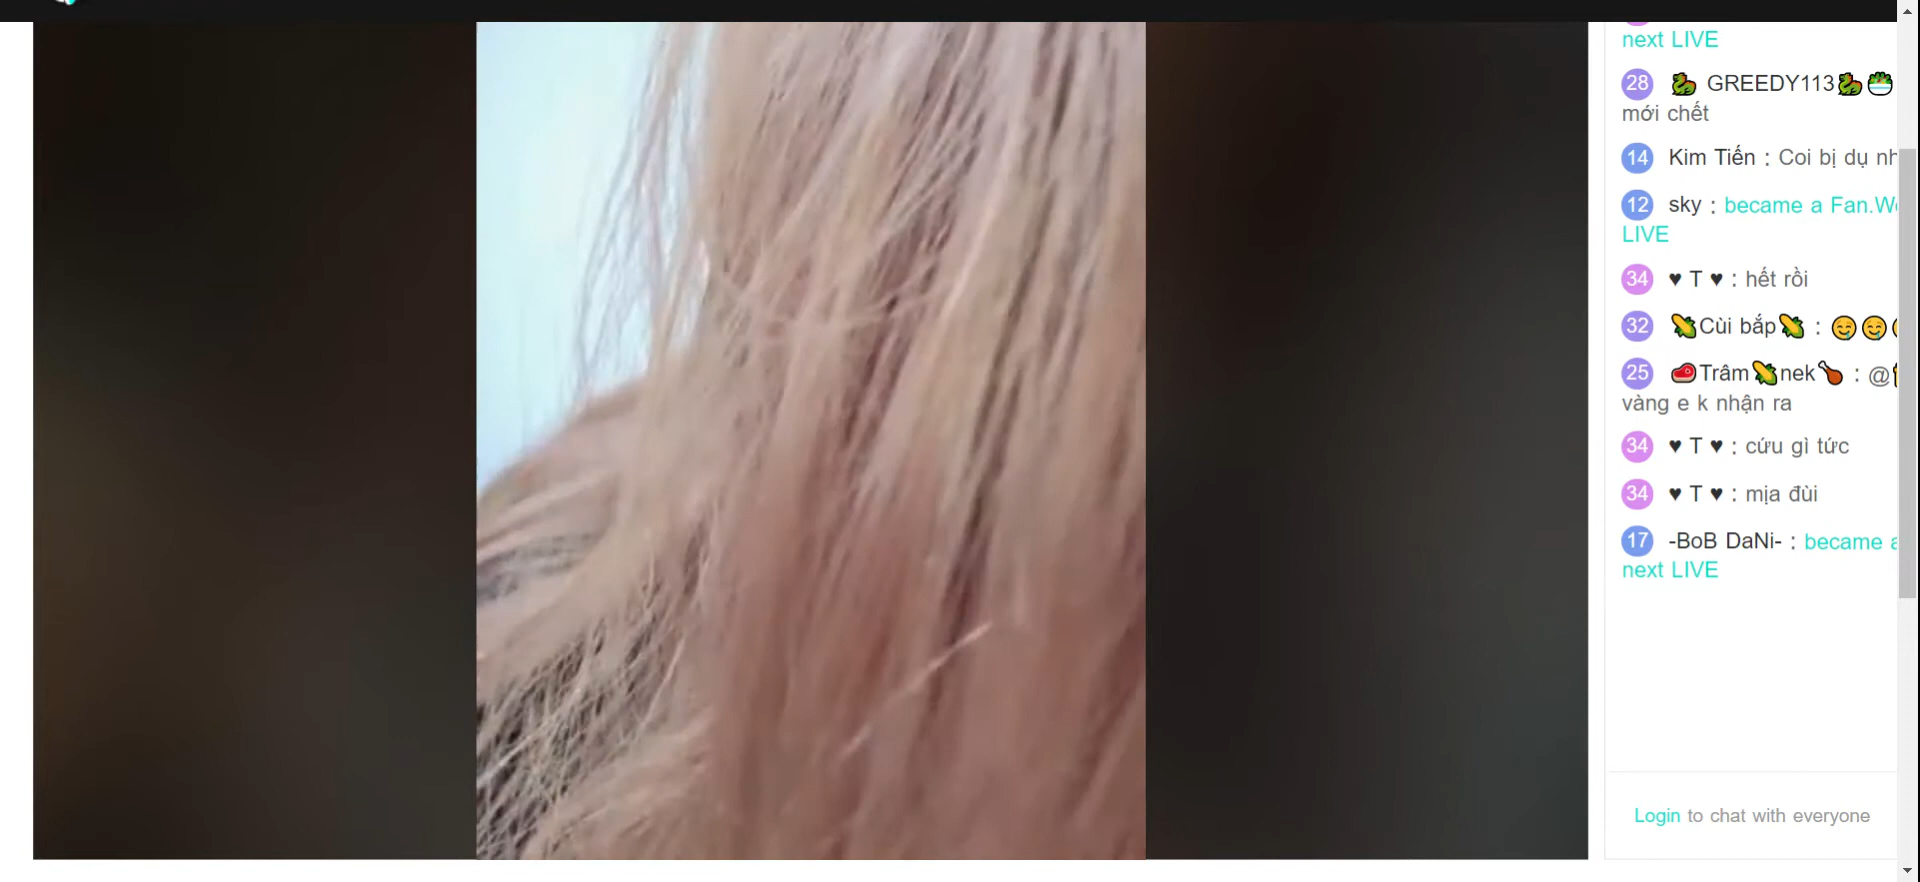 next LIVE
28 🐉 GREEDY113🐉🥗
mới chết
14 Kim Tiến : Coi bị dụ
12 sky : became a Fan.
LIVE
34 ♥ T ♥ : hết rồi
32 🌽Cùi bắp🌽 : 🤤🤤
25 🥩Trâm🌽nek🍗 : @
vàng e k nhận ra
34 ♥ T ♥ : cứu gì tức
34 ♥ T ♥ : mịa đùi
17 -BoB DaNi- : became a
next LIVE
Login to chat with everyone